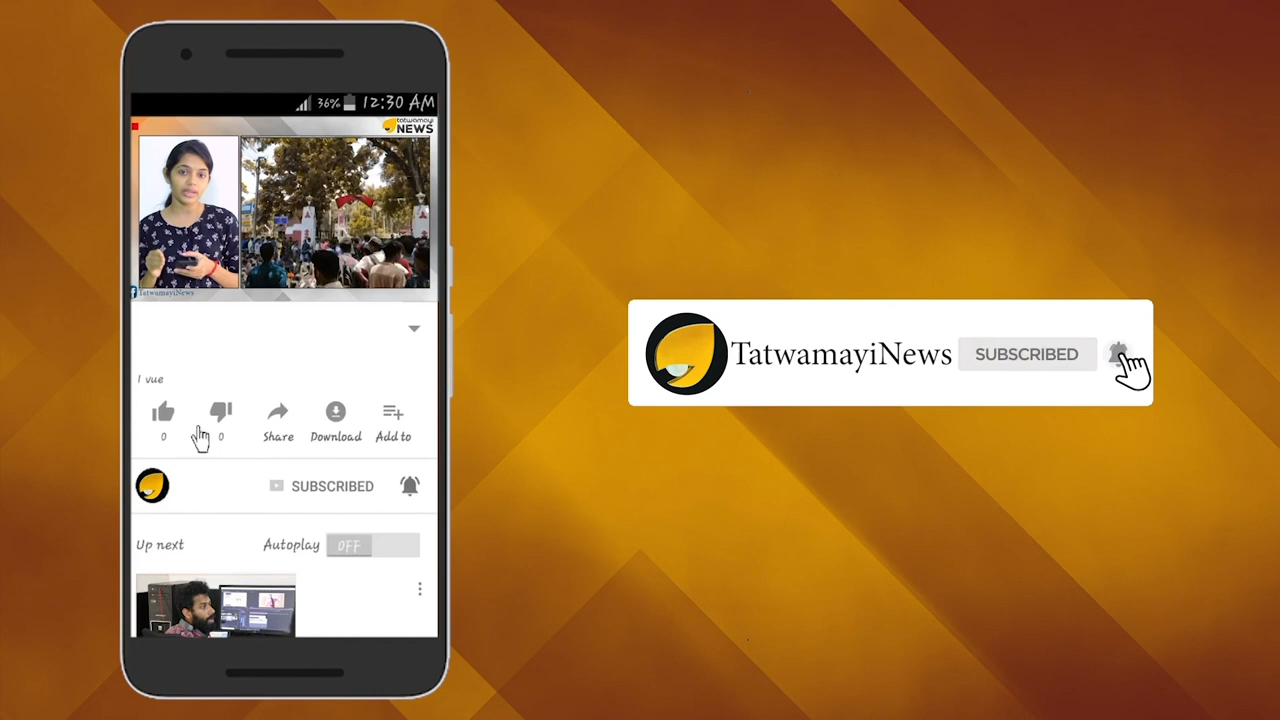 36% 12:30 AM
tatwamayi
NEWS
TatwamayiNews
1 vue
0 0 Share Download Add to
SUBSCRIBED
Up next Autoplay OFF
TatwamayiNews SUBSCRIBED